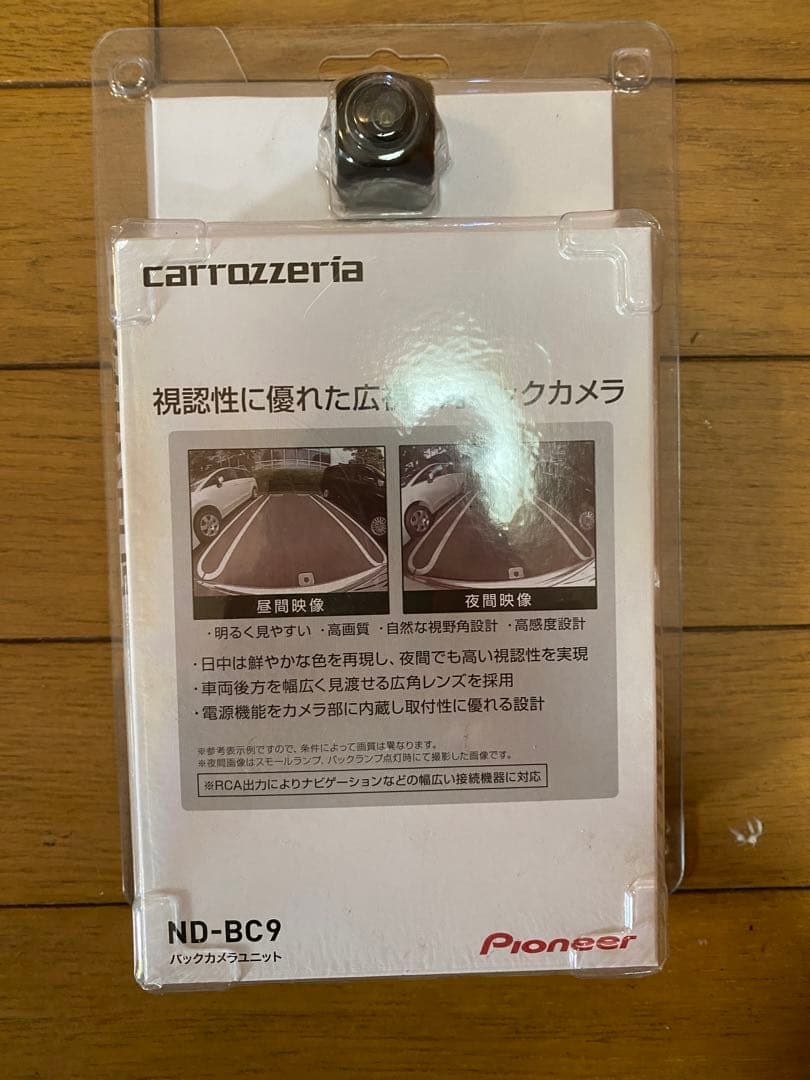 carrozzeria
視認性に優れた広視 クカメラ
昼間映像
夜間映像
・明るく見やすい ・高画質 ・自然な視野角設計 ・高感度設計
・日中は鮮やかな色を再現し、夜間でも高い視認性を実現
・車両後方を幅広く見渡せる広角レンズを採用
・電源機能をカメラ部に内蔵し取付性に優れる設計
※参考表示例ですので、条件によって画質は異なります。
※夜間画像はスモールランプ、バックランプ点灯時にて撮影した画像です。
※RCA出力によりナビゲーションなどの幅広い接続機器に対応
ND-BC9
バックカメラユニット
Pioneer